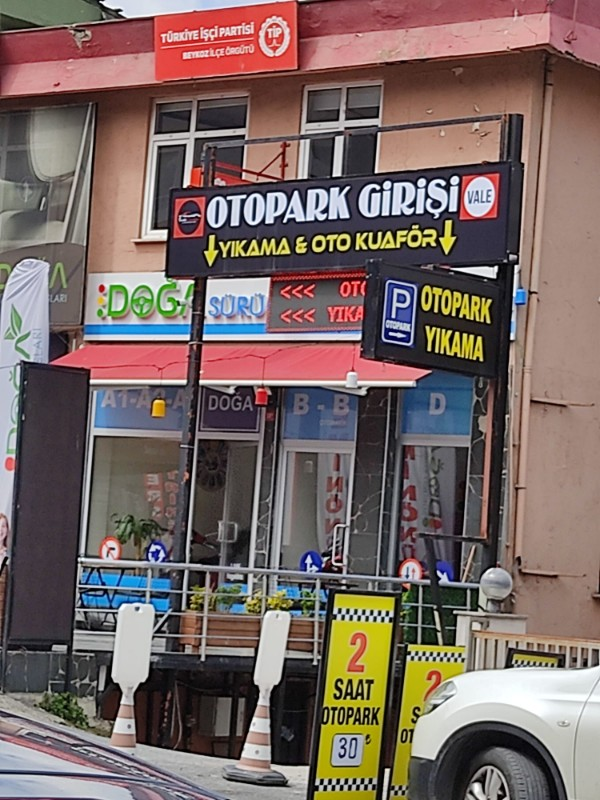 TÜRKİYE İŞÇİ PARTİSİ
BEYKOZ İLÇE ÖRGÜTÜ
TİP
OTOPARK GİRİŞİ
VALE
YIKAMA & OTO KUAFÖR
DOĞA SÜRÜ
<<< OTO
<<< YIKA
P
OTOPARK
OTOPARK
YIKAMA
DOĞA
B - B
D
2
SAAT
OTOPARK
30 ₺
2